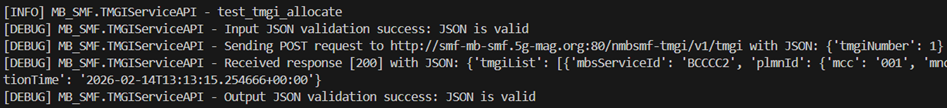 [INFO] MB_SMF.TMGIServiceAPI - test_tmgi_allocate
[DEBUG] MB_SMF.TMGIServiceAPI - Input JSON validation success: JSON is valid
[DEBUG] MB_SMF.TMGIServiceAPI - Sending POST request to http://smf-mb-smf.5g-mag.org:80/nmbsmf-tmgi/v1/tmgi with JSON: {'tmgiNumber': 1}
[DEBUG] MB_SMF.TMGIServiceAPI - Received response [200] with JSON: {'tmgiList': [{'mbsServiceId': 'BCCCC2', 'plmnId': {'mcc': '001', 'mnc
tionTime': '2026-02-14T13:13:15.254666+00:00'}
[DEBUG] MB_SMF.TMGIServiceAPI - Output JSON validation success: JSON is valid